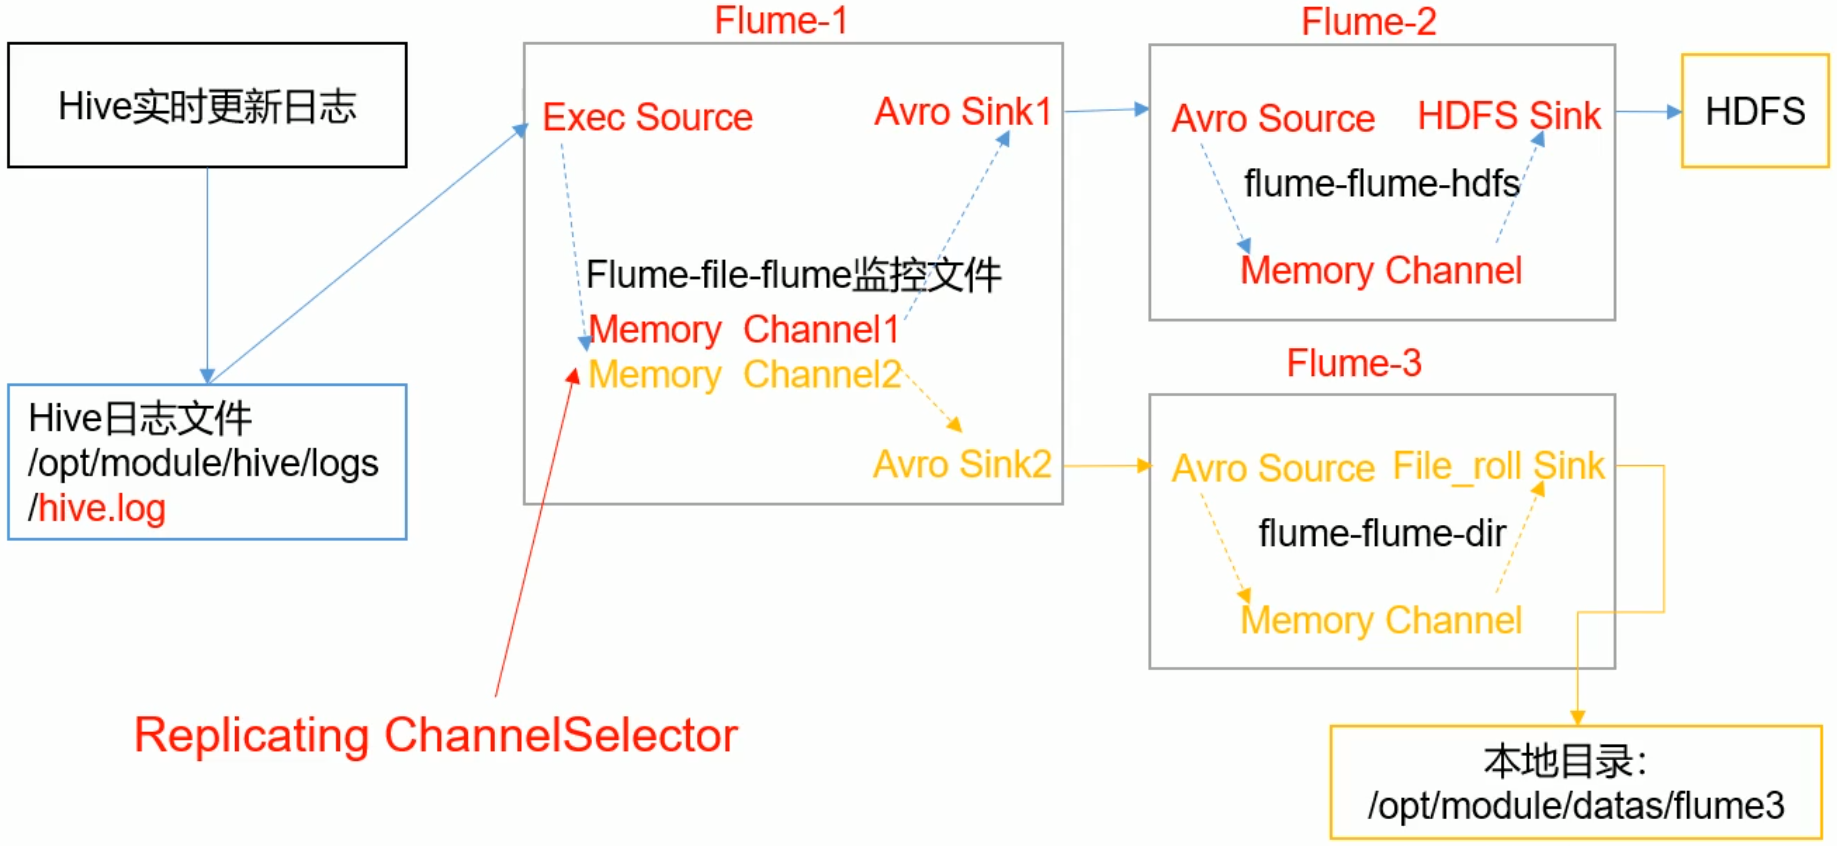 Hive实时更新日志
Hive日志文件
/opt/module/hive/logs
/hive.log
Flume-1
Exec Source
Avro Sink1
Flume-file-flume监控文件
Memory Channel1
Memory Channel2
Avro Sink2
Replicating ChannelSelector
Flume-2
Avro Source
HDFS Sink
flume-flume-hdfs
Memory Channel
HDFS
Flume-3
Avro Source
File_roll Sink
flume-flume-dir
Memory Channel
本地目录：
/opt/module/datas/flume3